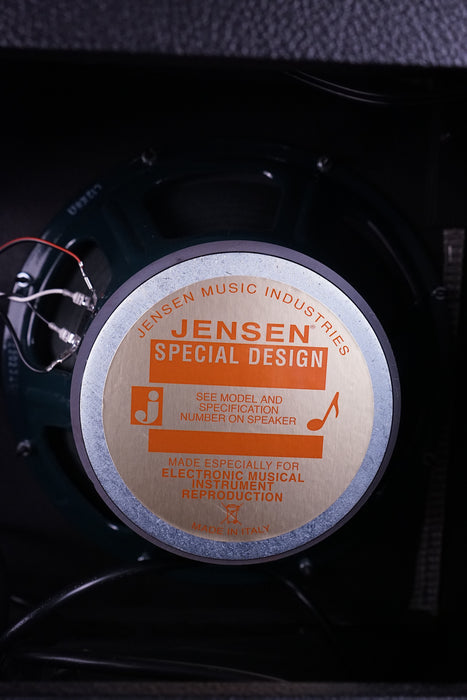 JENSEN MUSIC INDUSTRIES
JENSEN®
SPECIAL DESIGN
j
SEE MODEL AND
SPECIFICATION
NUMBER ON SPEAKER
MADE ESPECIALLY FOR
ELECTRONIC MUSICAL
INSTRUMENT
REPRODUCTION
MADE IN ITALY